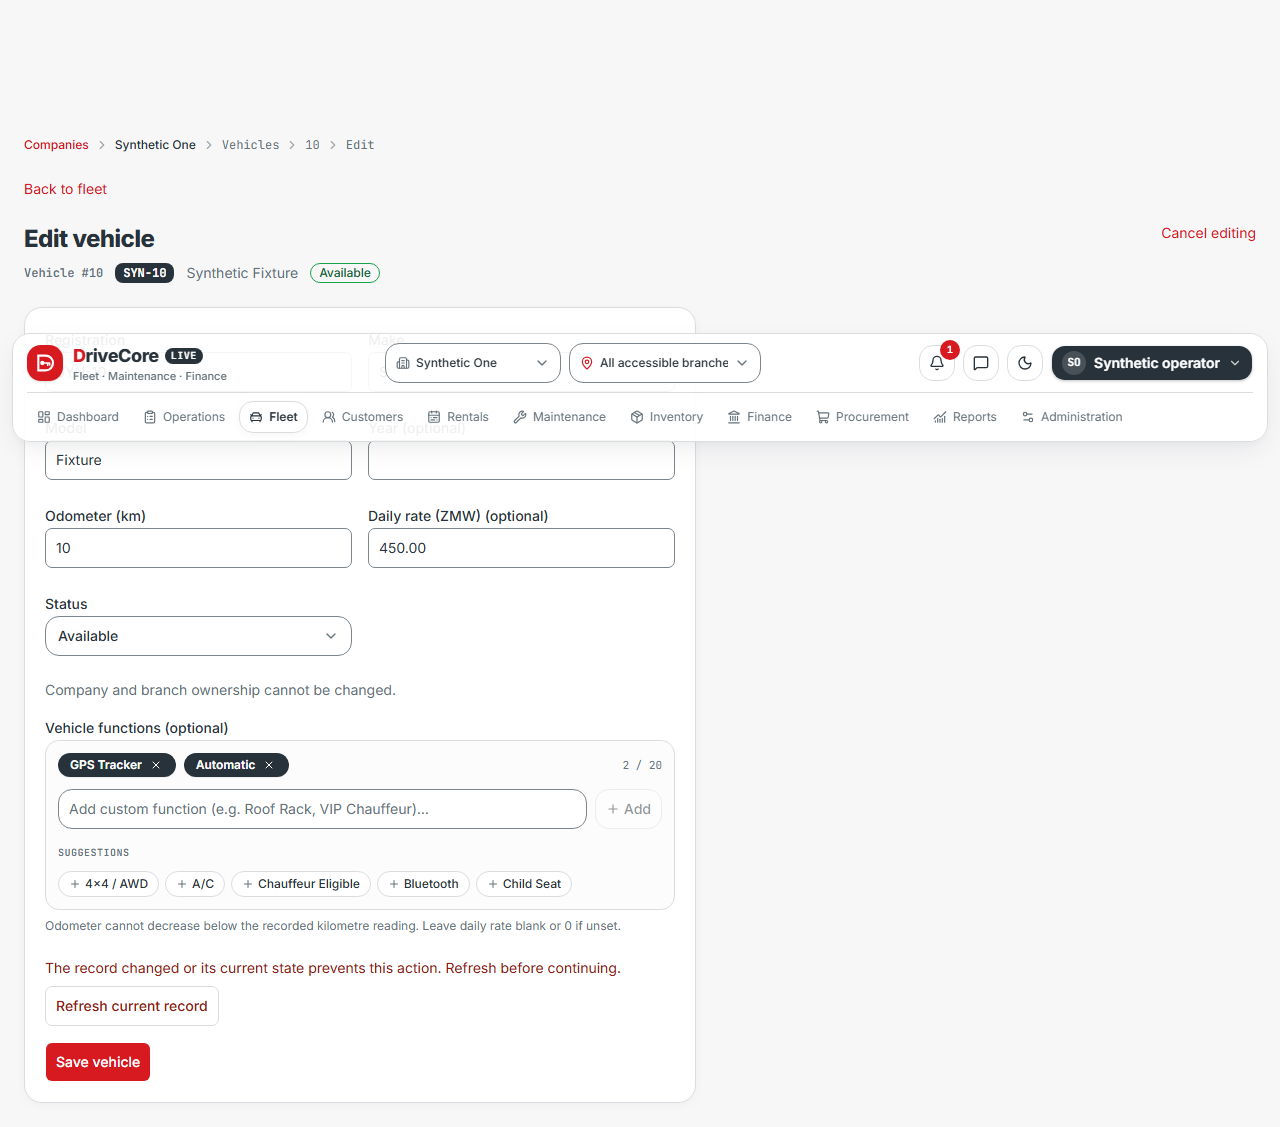 Companies > Synthetic One > Vehicles > 10 > Edit
Back to fleet
Edit vehicle
Cancel editing
Vehicle #10 SYN-10 Synthetic Fixture Available
Registration Make
DriveCore LIVE
Fleet · Maintenance · Finance
Synthetic One
All accessible branche
1
SO Synthetic operator
Dashboard Operations Fleet Customers Rentals Maintenance Inventory Finance Procurement Reports Administration
Model Year (optional)
Fixture
Odometer (km) Daily rate (ZMW) (optional)
10 450.00
Status
Available
Company and branch ownership cannot be changed.
Vehicle functions (optional)
GPS Tracker × Automatic × 2 / 20
Add custom function (e.g. Roof Rack, VIP Chauffeur)... + Add
SUGGESTIONS
+ 4×4 / AWD + A/C + Chauffeur Eligible + Bluetooth + Child Seat
Odometer cannot decrease below the recorded kilometre reading. Leave daily rate blank or 0 if unset.
The record changed or its current state prevents this action. Refresh before continuing.
Refresh current record
Save vehicle